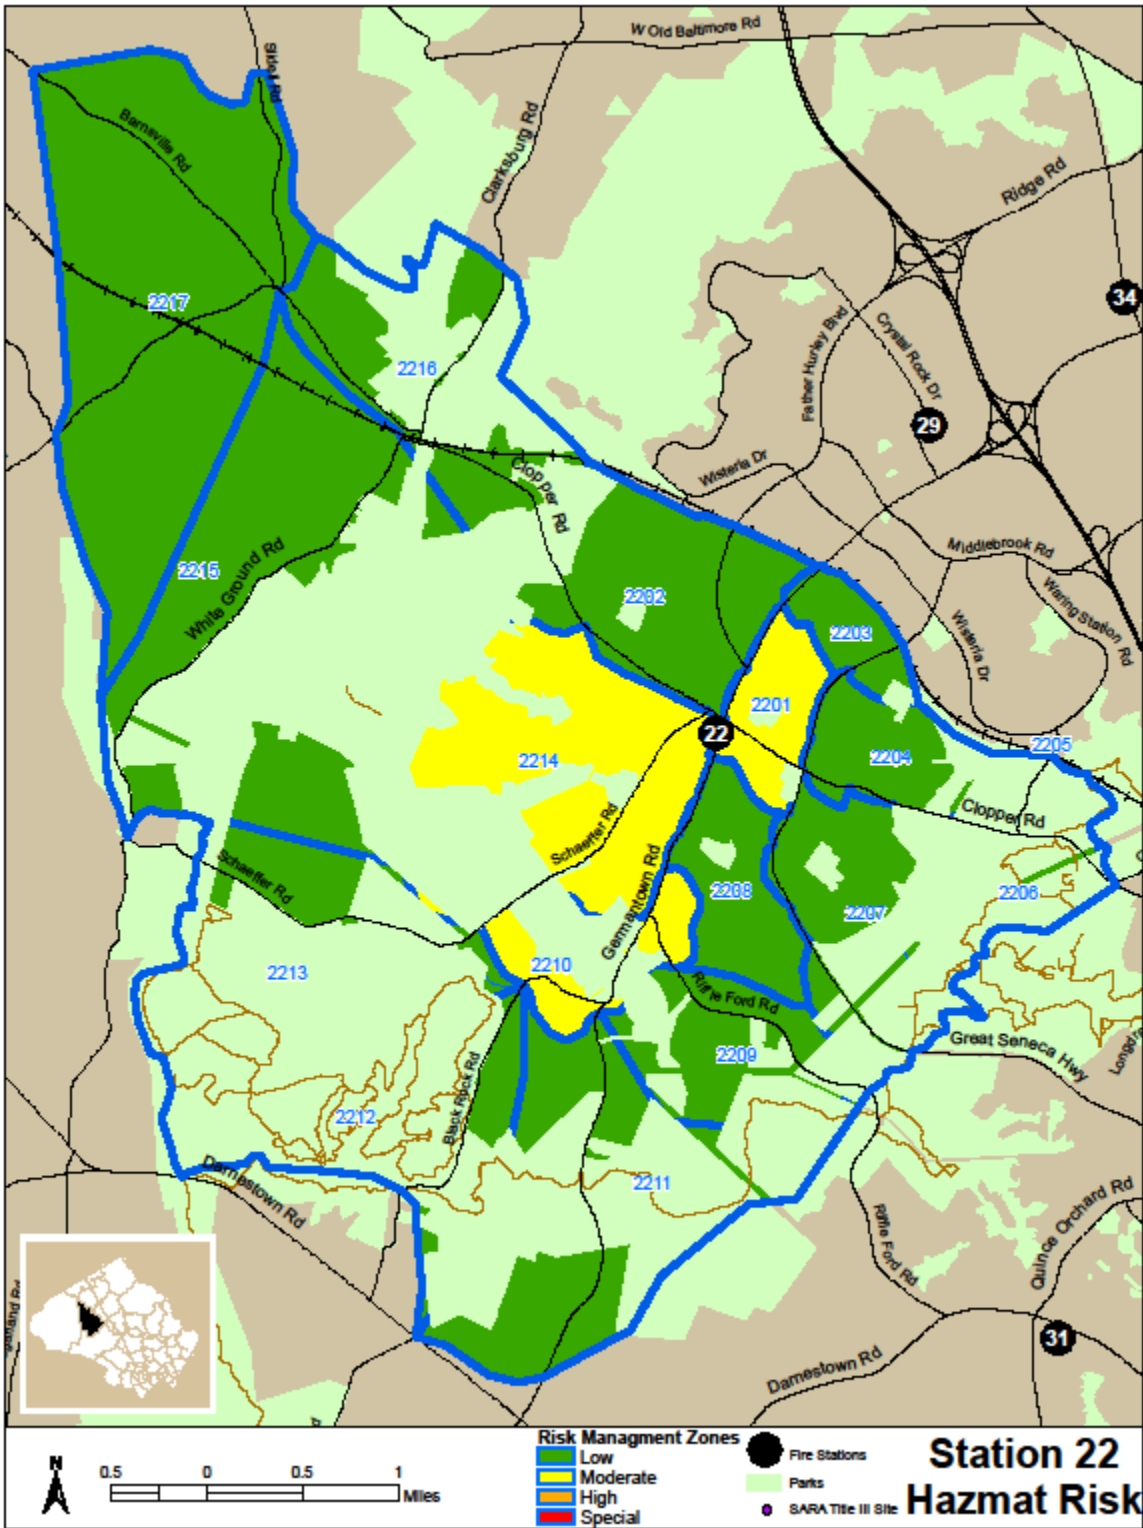 W Old Baltimore Rd
Slidell Rd
Barnsville Rd
Clarksburg Rd
Ridge Rd
34
2217
Father Hurley Blvd
Crystal Rock Dr
2216
29
Wisteria Dr
Clopper Rd
Middlebrook Rd
White Ground Rd
2215
2202
Waring Station Rd
2203
Wisteria Dr
2201
22
2205
2214
2204
Clopper Rd
Schaeffer Rd
Schaeffer Rd
Germantown Rd
2208
2206
2207
2210
2213
Riffle Ford Rd
Great Seneca Hwy
2209
Black Rock Rd
2212
Darnestown Rd
2211
Riffle Ford Rd
Quince Orchard Rd
31
Darnestown Rd
N
0.5 0 0.5 1
Miles
Risk Managment Zones
Low
Moderate
High
Special
Fire Stations
Parks
SARA Title III Site
Station 22
Hazmat Risk